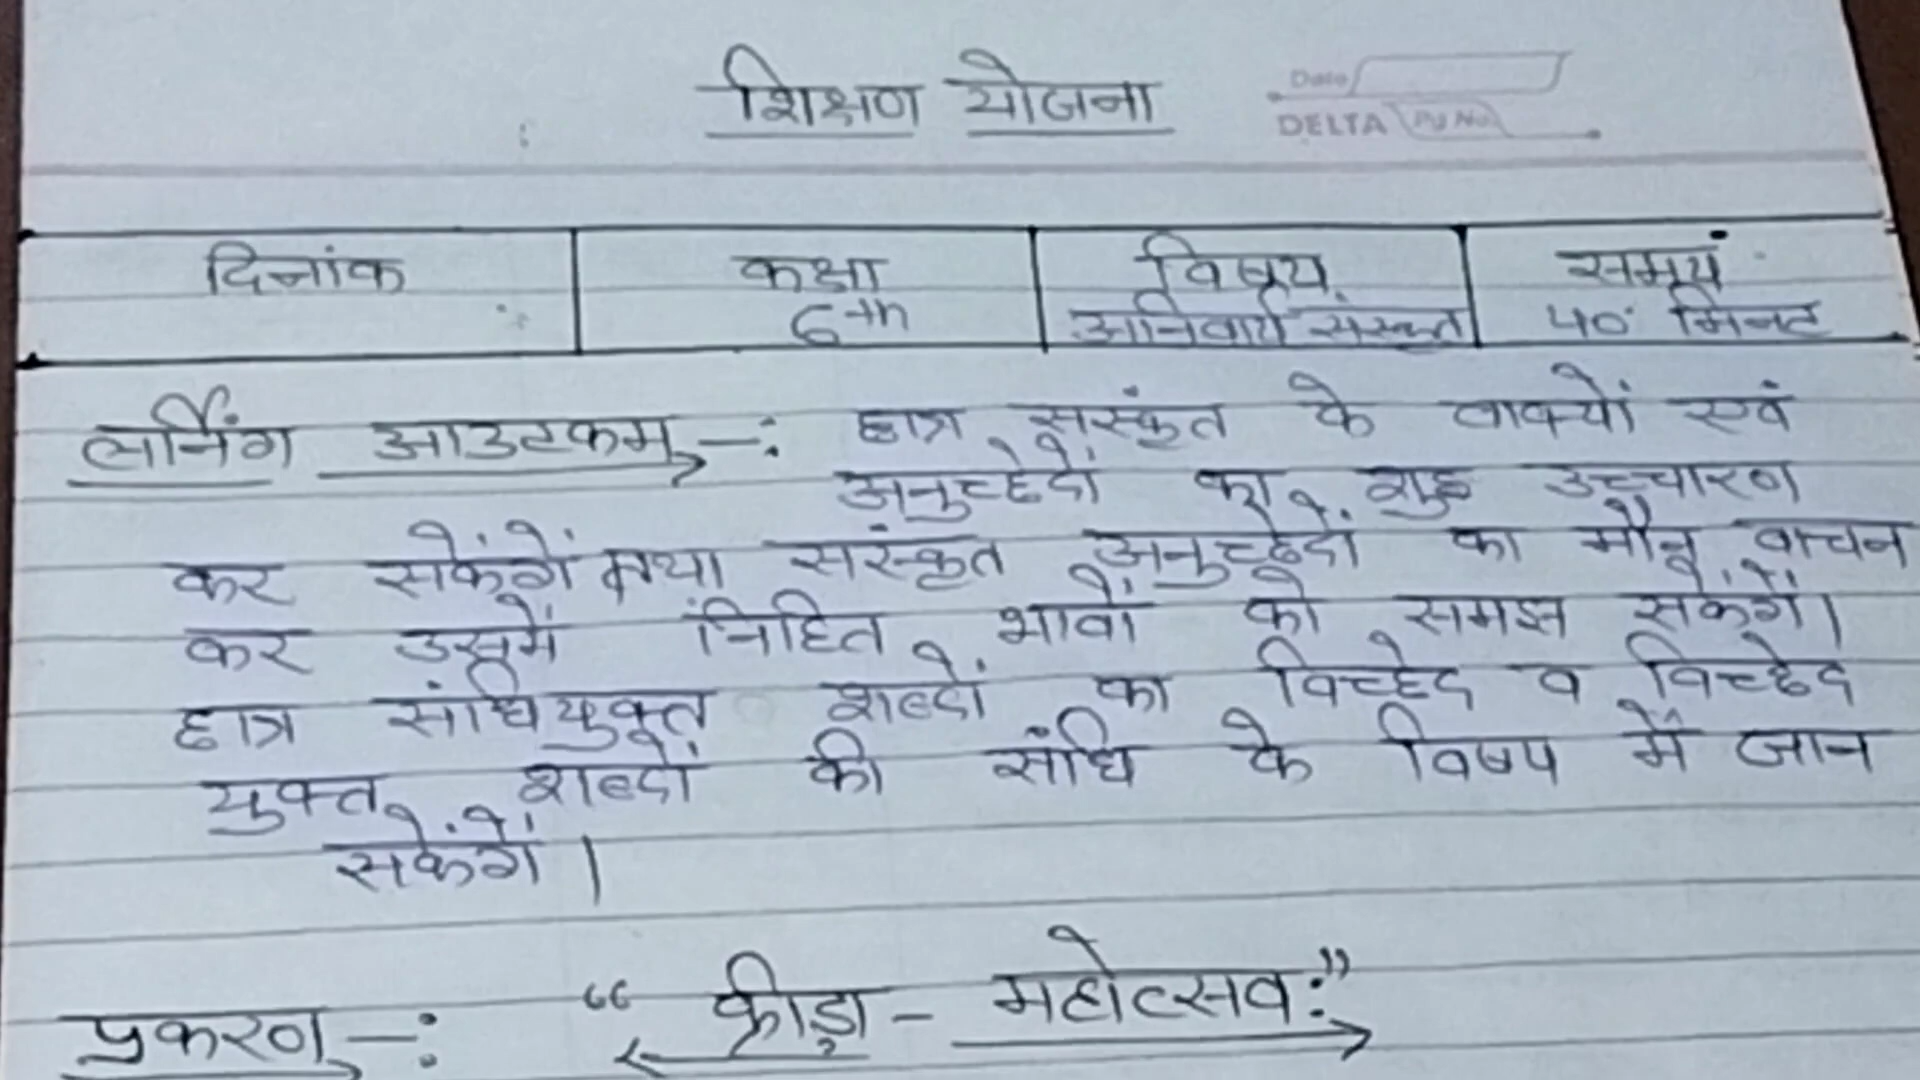 शिक्षण योजना
Date
DELTA Pg No.
दिनांक कक्षा विषय समय
6th अनिवार्य संस्कृत 40 मिनट
लर्निंग आउटकम -: छात्र संस्कृत के वाक्यों एवं
अनुच्छेदों का शुद्ध उच्चारण
कर सकेंगें तथा संस्कृत अनुच्छेदों का मौन वाचन
कर उसमें निहित भावों को समझ सकेंगें।
छात्र संधियुक्त शब्दों का विच्छेद व विच्छेद
युक्त शब्दों की संधि के विषय में जान
सकेंगें।
प्रकरण -: “क्रीड़ा - महोत्सवः”